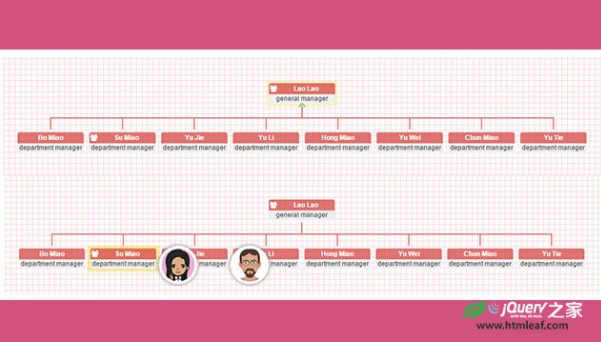 Lao Lao
general manager
Bo Miao Su Miao Yu Jie Yu Li Hong Miao Yu Wei Chun Miao Yu Tie
department manager department manager department manager department manager department manager department manager department manager department manager
Lao Lao
general manager
Bo Miao Su Miao Jie Li Hong Miao Yu Wei Chun Miao Yu Tie
department manager department manager manager manager department manager department manager department manager department manager
jQuery之家
www.htmleaf.com